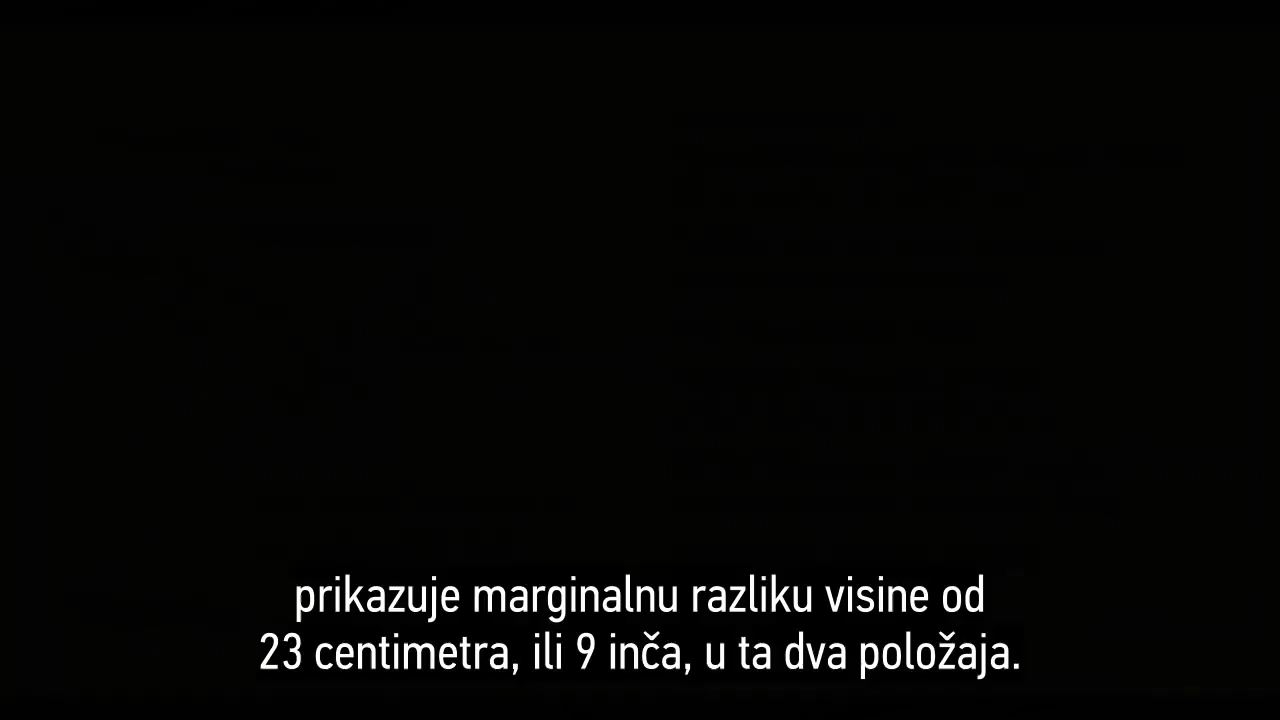 prikazuje marginalnu razliku visine od
23 centimetra, ili 9 inča, u ta dva položaja.